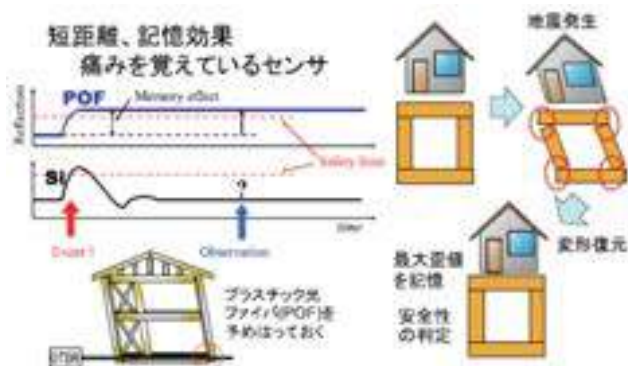 短距離、記憶効果
痛みを覚えているセンサ
POF
Memory effect
Reflection
Safety limit
Si
?
time
Event 1
Observation
プラスチック光
ファイバ(POF)を
予めはっておく
OTDR
地震発生
変形復元
最大歪値
を記憶
安全性
の判定